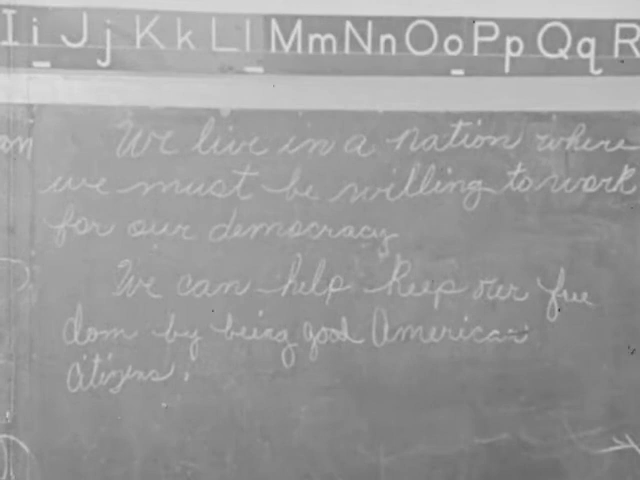 Ii Jj Kk Ll Mm Nn Oo Pp Qq R
We live in a nation where
we must be willing to work
for our democracy
We can help keep our free
dom by being good American
citizens.